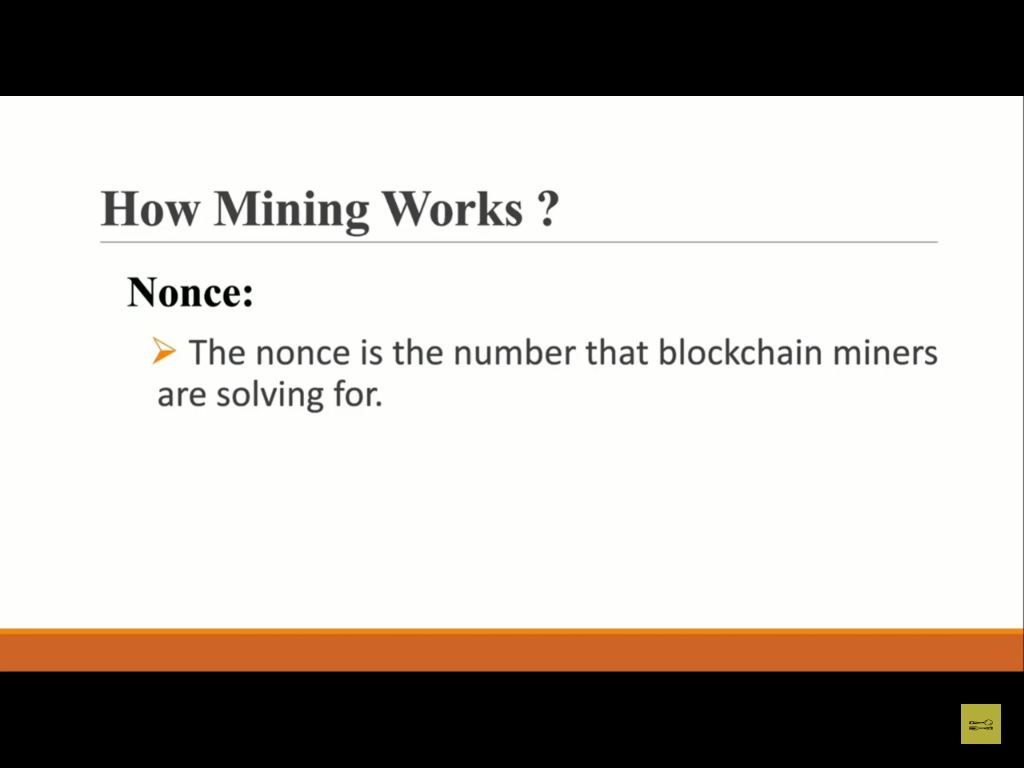 How Mining Works ?
Nonce:
The nonce is the number that blockchain miners
are solving for.